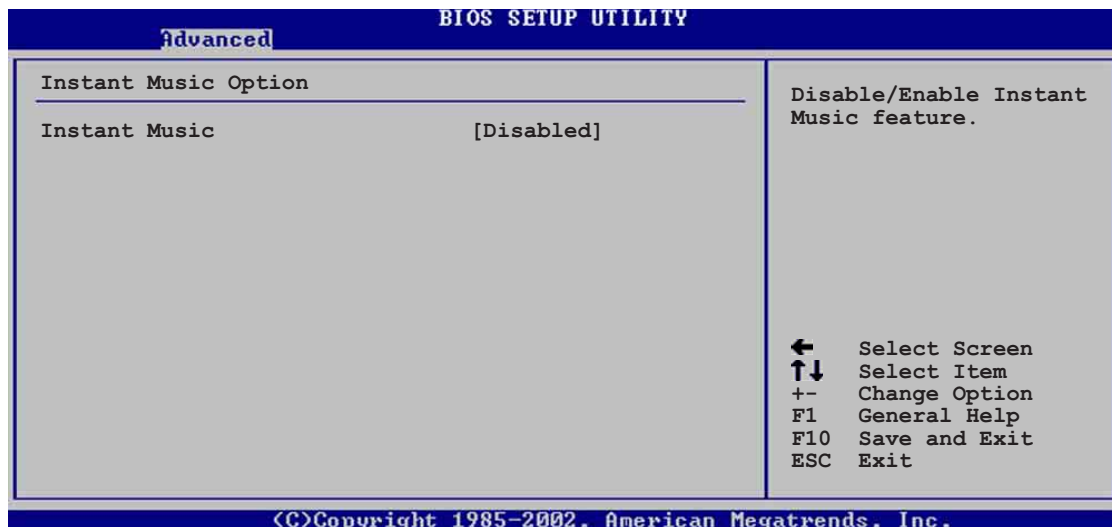 BIOS SETUP UTILITY
Advanced
Instant Music Option
Instant Music [Disabled]
Disable/Enable Instant
Music feature.
← Select Screen
↑↓ Select Item
+- Change Option
F1 General Help
F10 Save and Exit
ESC Exit
(C)Copyright 1985-2002, American Megatrends, Inc.